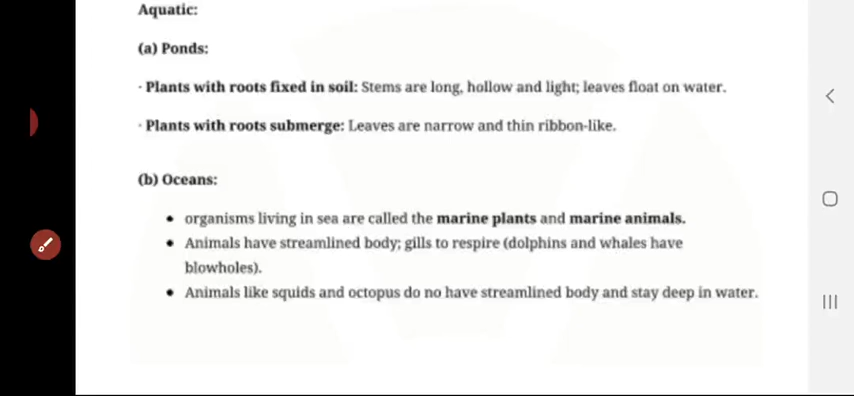 Aquatic:
(a) Ponds:
· Plants with roots fixed in soil: Stems are long, hollow and light; leaves float on water.
· Plants with roots submerge: Leaves are narrow and thin ribbon-like.
(b) Oceans:
• organisms living in sea are called the marine plants and marine animals.
• Animals have streamlined body; gills to respire (dolphins and whales have
blowholes).
• Animals like squids and octopus do no have streamlined body and stay deep in water.